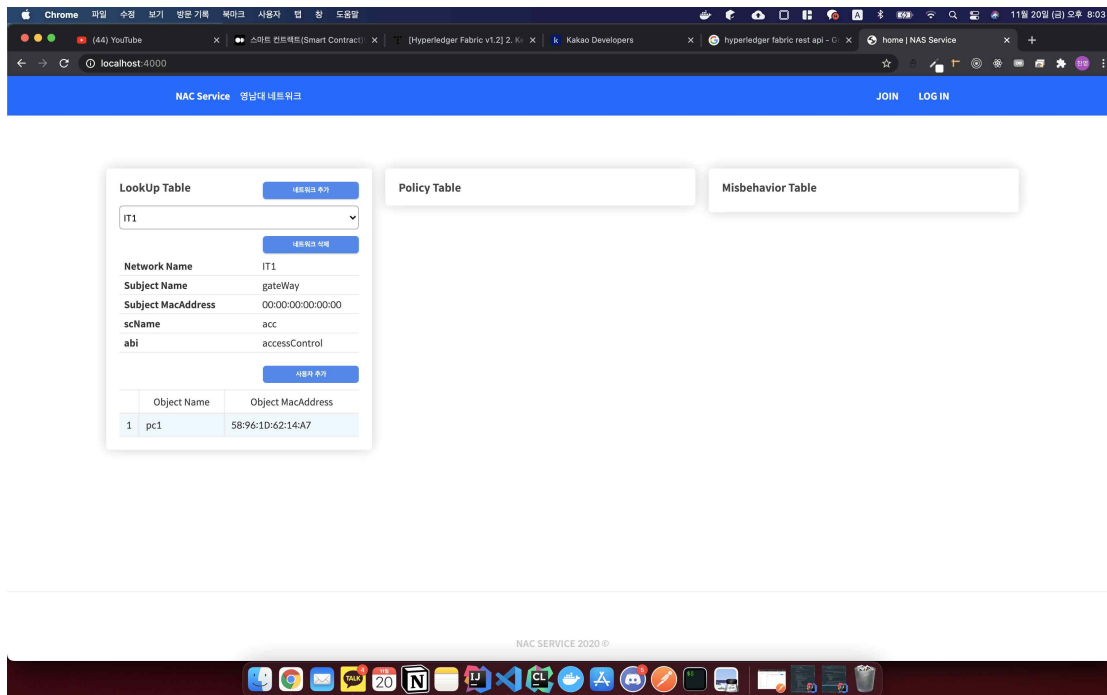 Chrome 파일 수정 보기 방문 기록 북마크 사용자 탭 창 도움말 11월 20일 (금) 오후 8:03
(44) YouTube 스마트 컨트랙트(Smart Contract) [Hyperledger Fabric v1.2] 2. Kakao Developers hyperledger fabric rest api - G home | NAS Service
localhost:4000
NAC Service 영남대 네트워크 JOIN LOG IN
LookUp Table 네트워크 추가 Policy Table Misbehavior Table
IT1
네트워크 삭제
Network Name IT1
Subject Name gateWay
Subject MacAddress 00:00:00:00:00:00
scName acc
abi accessControl
사용자 추가
Object Name Object MacAddress
1 pc1 58:96:1D:62:14:A7
NAC SERVICE 2020 ©
TALK 20 IJ CL